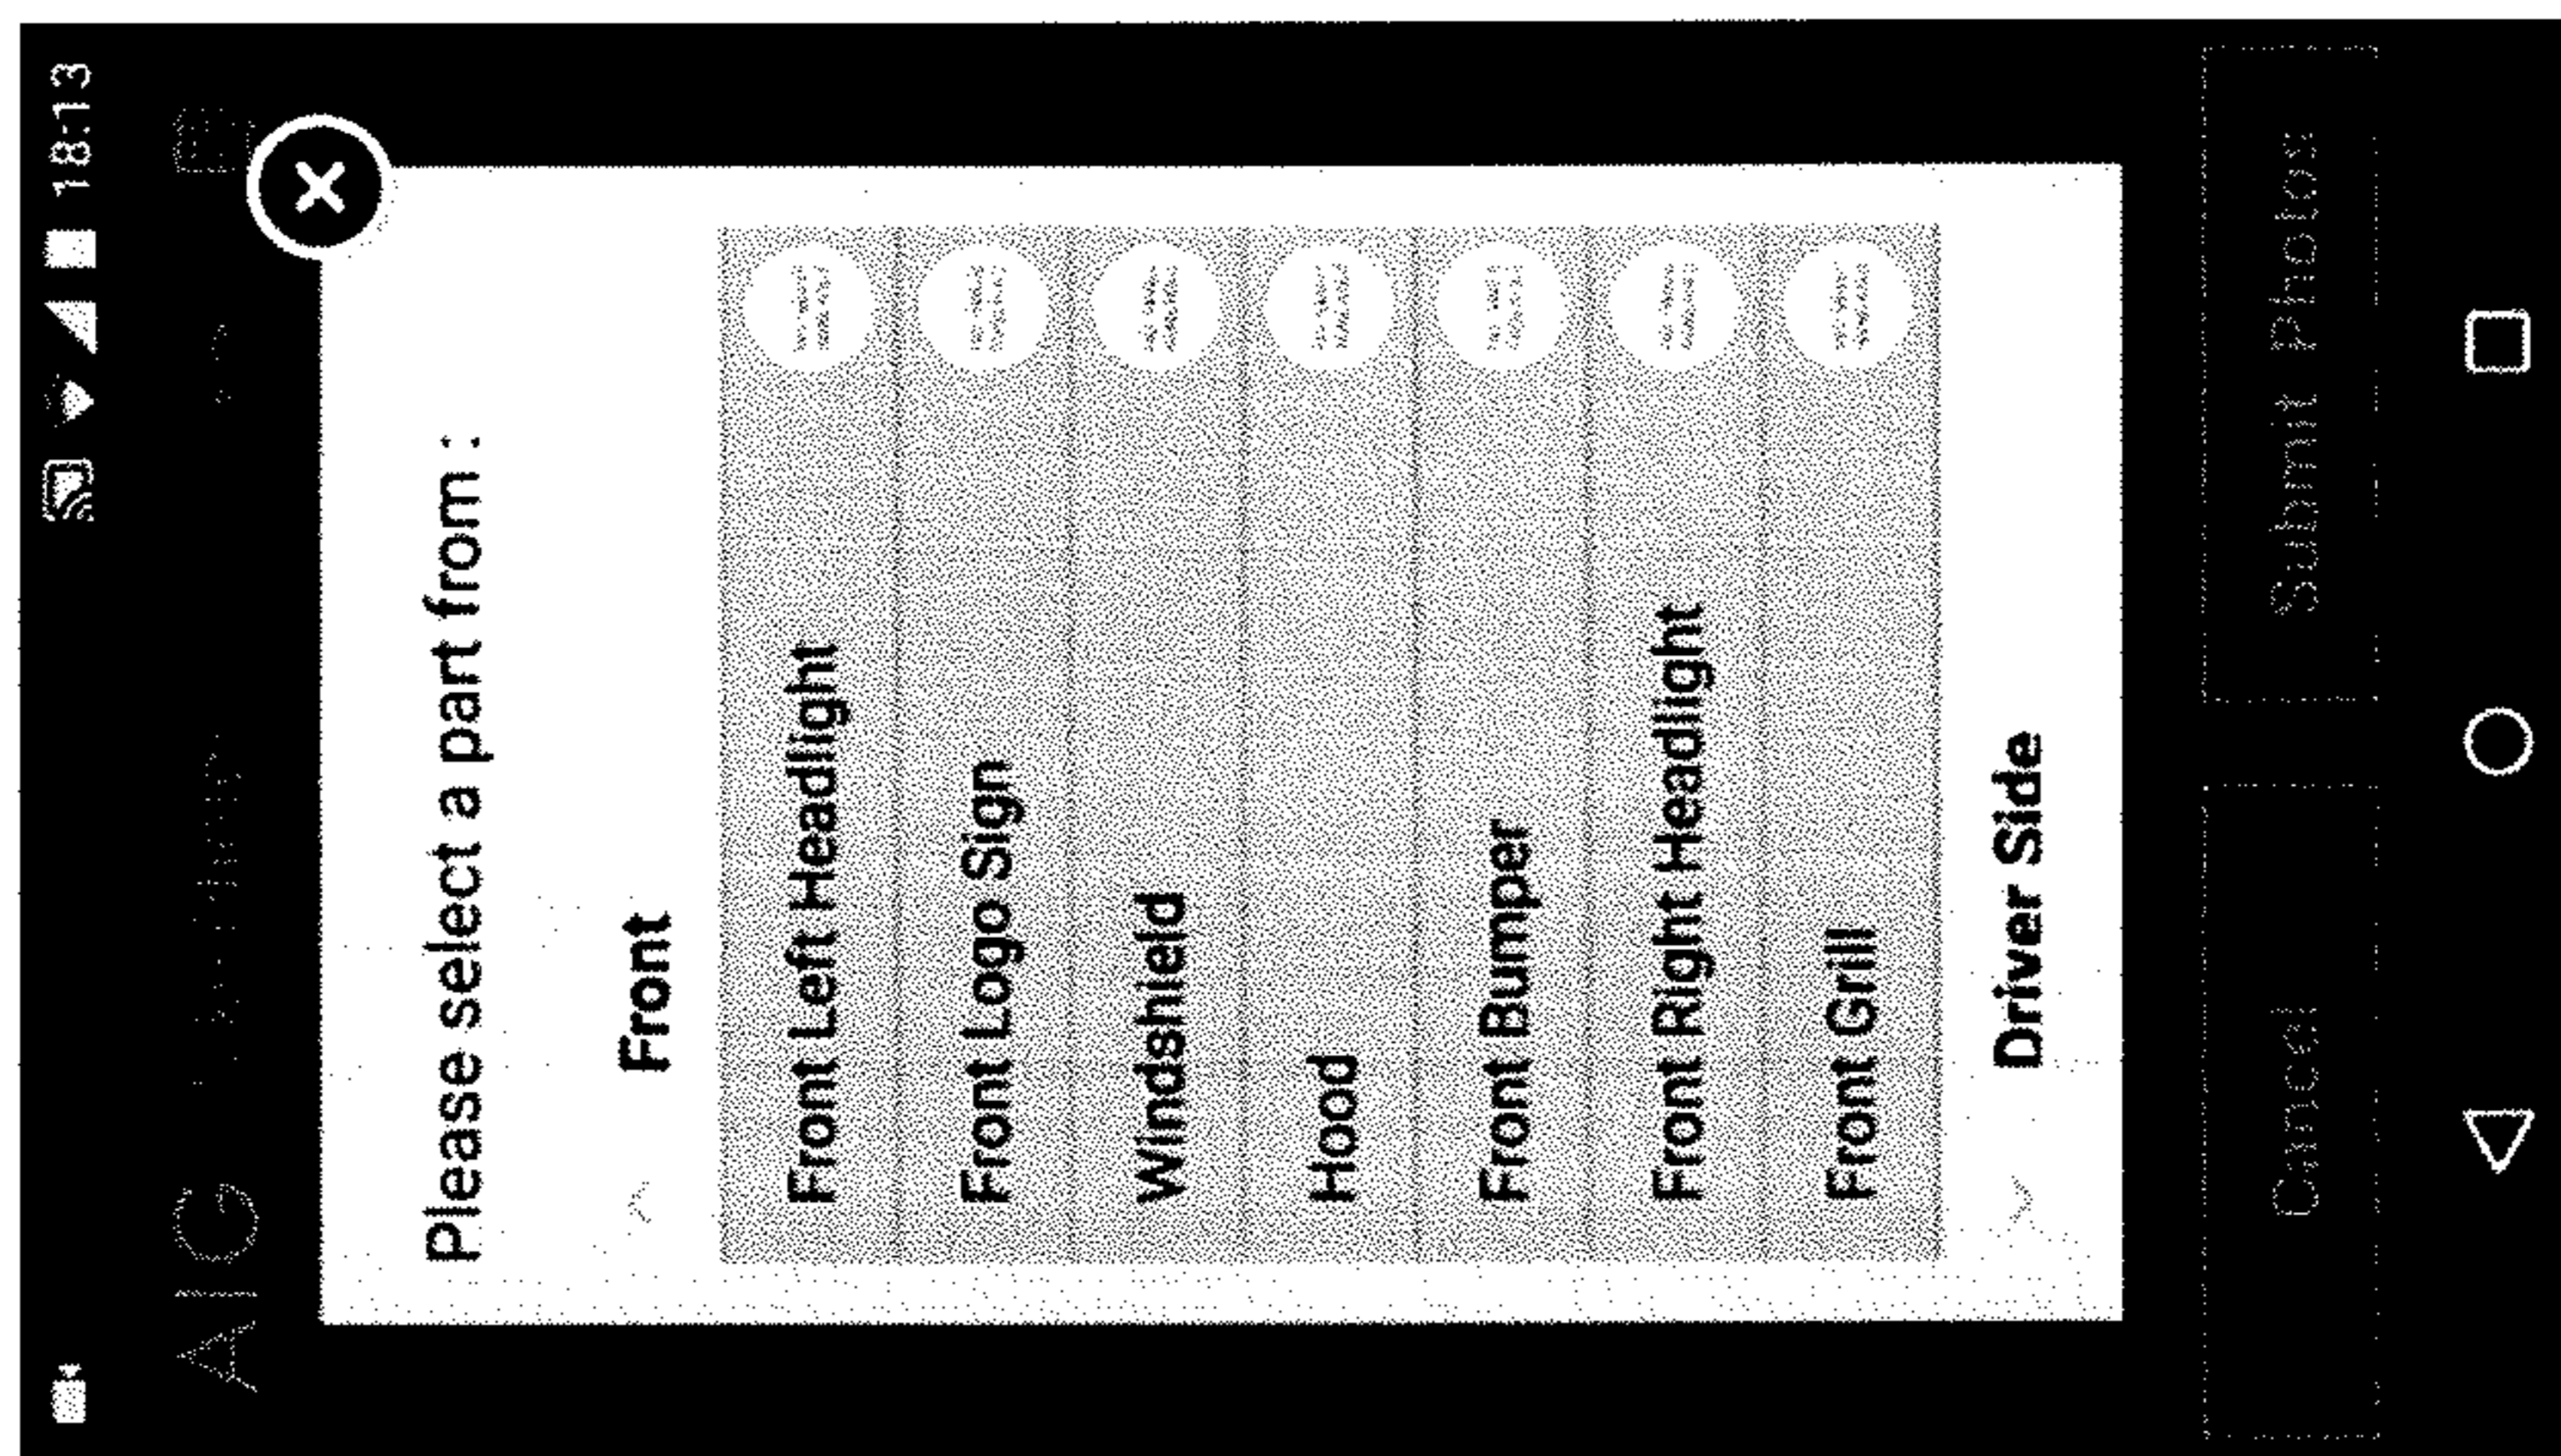 18:13
AIG
Please select a part from :
Front
Front Left Headlight
Front Logo Sign
Windshield
Hood
Front Bumper
Front Right Headlight
Front Grill
Driver Side
Cancel
Submit Photos